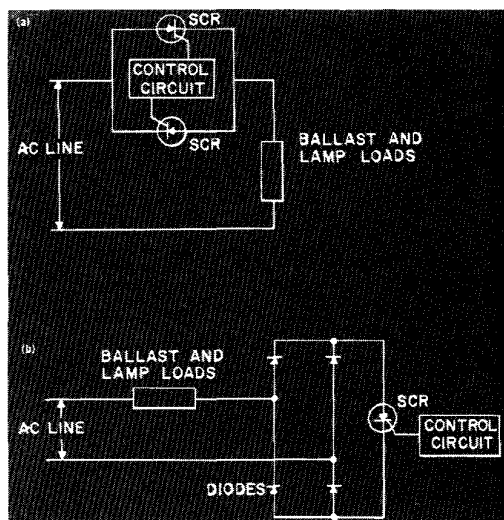 (a)
SCR
CONTROL
CIRCUIT
SCR
AC LINE
BALLAST AND
LAMP LOADS
(b)
BALLAST AND
LAMP LOADS
AC LINE
SCR
CONTROL
CIRCUIT
DIODES